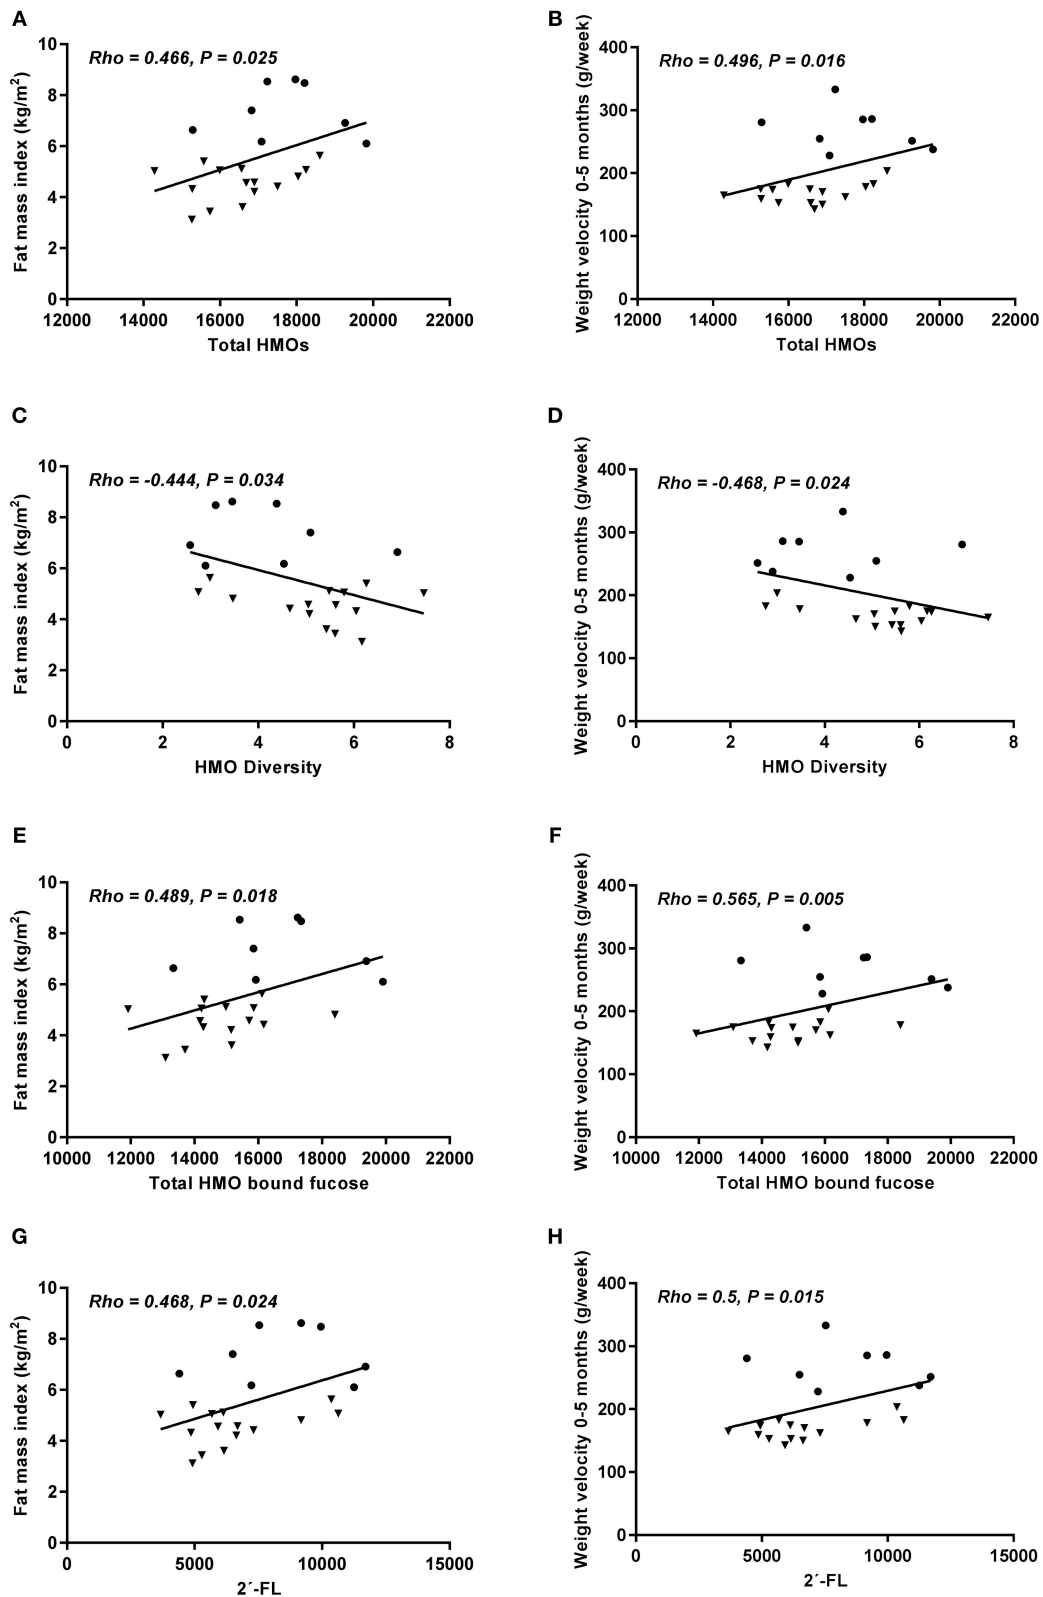 A
Rho = 0.466, P = 0.025
Fat mass index (kg/m²)
10
8
6
4
2
0
12000 14000 16000 18000 20000 22000
Total HMOs
B
Rho = 0.496, P = 0.016
Weight velocity 0-5 months (g/week)
400
300
200
100
0
12000 14000 16000 18000 20000 22000
Total HMOs
C
Rho = -0.444, P = 0.034
Fat mass index (kg/m²)
10
8
6
4
2
0
0 2 4 6 8
HMO Diversity
D
Rho = -0.468, P = 0.024
Weight velocity 0-5 months (g/week)
400
300
200
100
0
0 2 4 6 8
HMO Diversity
E
Rho = 0.489, P = 0.018
Fat mass index (kg/m²)
10
8
6
4
2
0
10000 12000 14000 16000 18000 20000 22000
Total HMO bound fucose
F
Rho = 0.565, P = 0.005
Weight velocity 0-5 months (g/week)
400
300
200
100
0
10000 12000 14000 16000 18000 20000 22000
Total HMO bound fucose
G
Rho = 0.468, P = 0.024
Fat mass index (kg/m²)
10
8
6
4
2
0
0 5000 10000 15000
2´-FL
H
Rho = 0.5, P = 0.015
Weight velocity 0-5 months (g/week)
400
300
200
100
0
0 5000 10000 15000
2´-FL